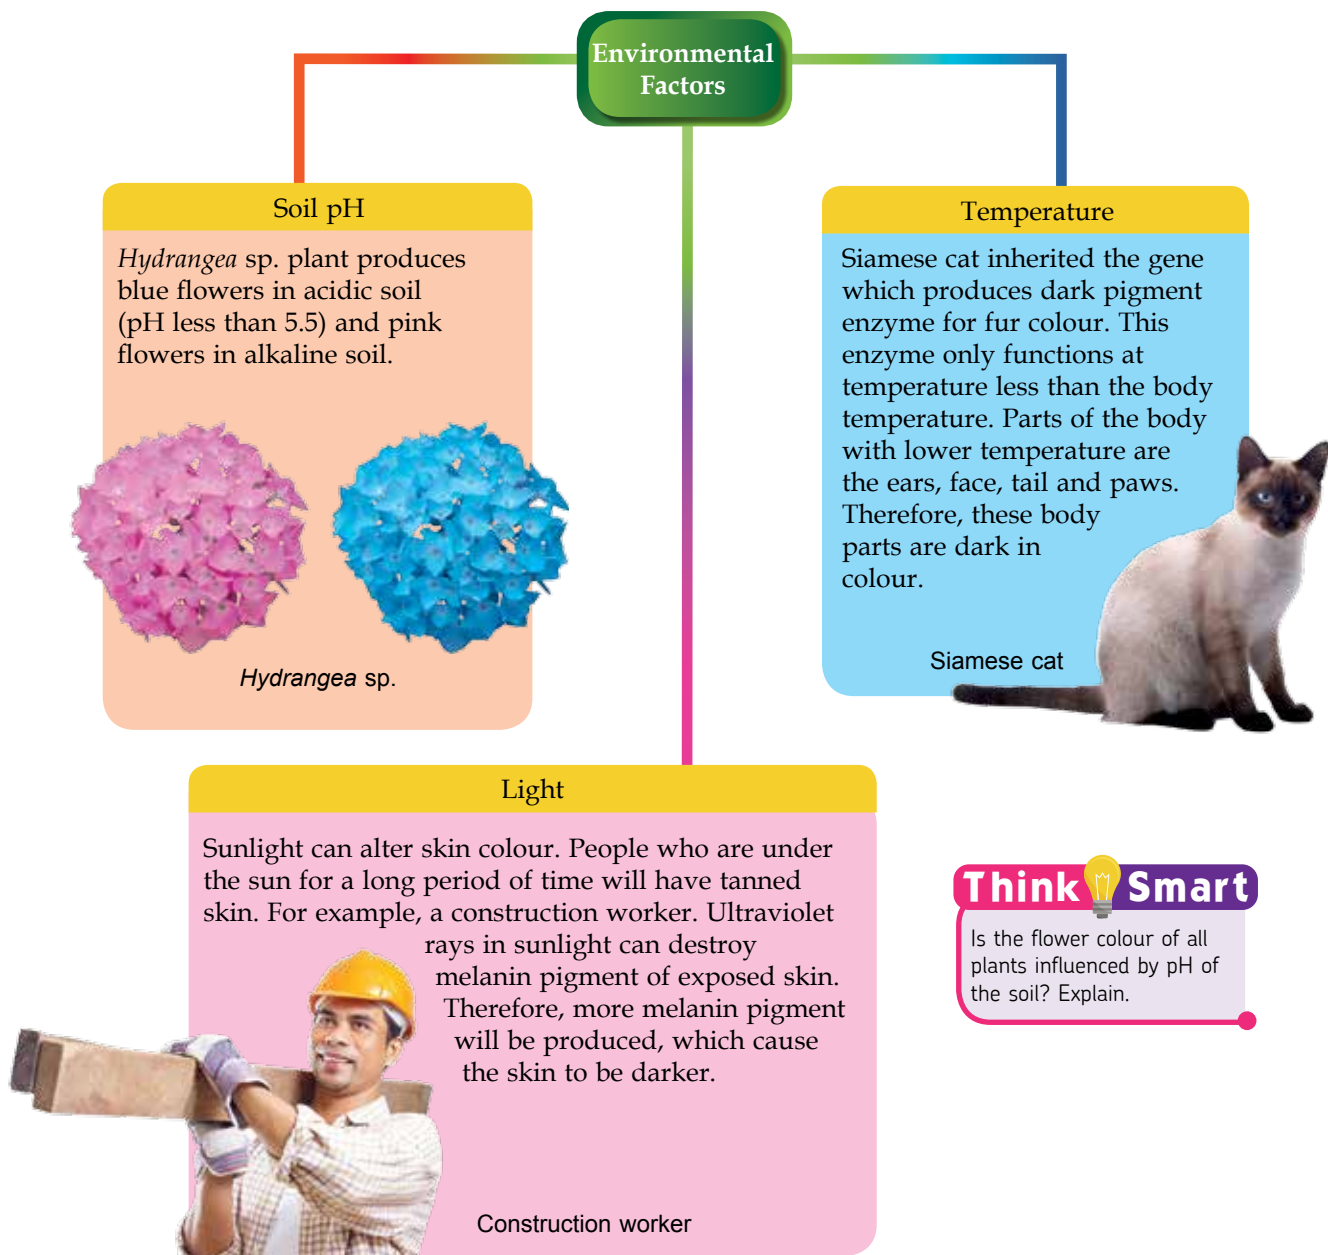 Environmental
Factors
Soil pH
Hydrangea sp. plant produces
blue flowers in acidic soil
(pH less than 5.5) and pink
flowers in alkaline soil.
Hydrangea sp.
Temperature
Siamese cat inherited the gene
which produces dark pigment
enzyme for fur colour. This
enzyme only functions at
temperature less than the body
temperature. Parts of the body
with lower temperature are
the ears, face, tail and paws.
Therefore, these body
parts are dark in
colour.
Siamese cat
Light
Sunlight can alter skin colour. People who are under
the sun for a long period of time will have tanned
skin. For example, a construction worker. Ultraviolet
rays in sunlight can destroy
melanin pigment of exposed skin.
Therefore, more melanin pigment
will be produced, which cause
the skin to be darker.
Construction worker
Think Smart
Is the flower colour of all
plants influenced by pH of
the soil? Explain.